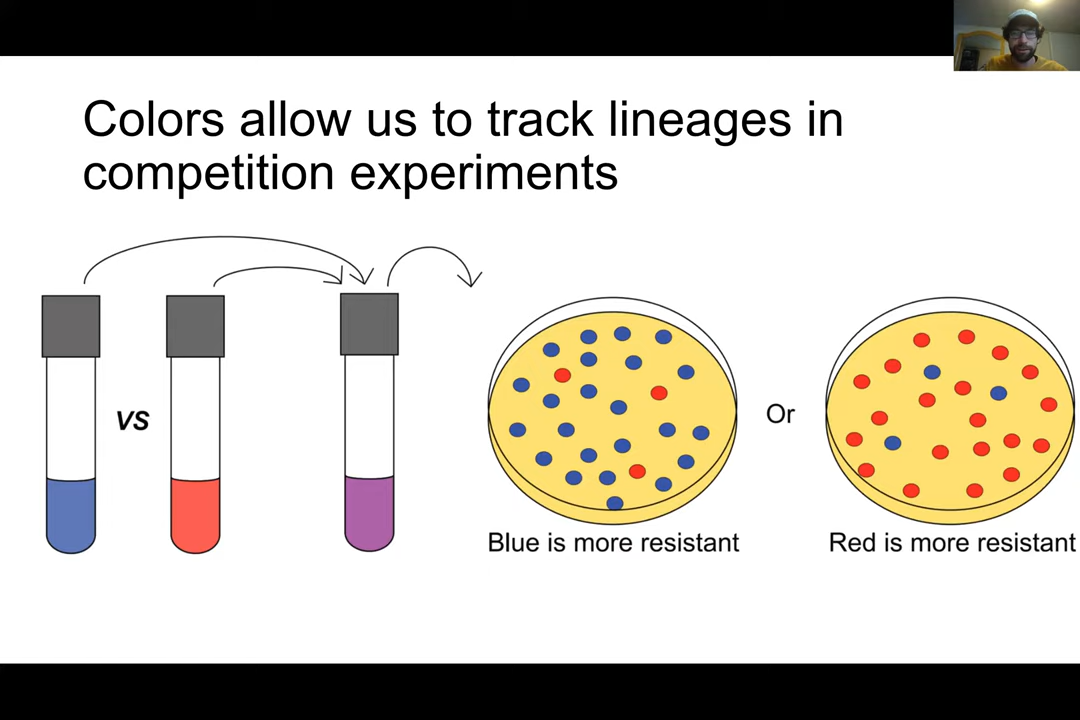 Colors allow us to track lineages in
competition experiments
VS
Or
Blue is more resistant
Red is more resistant